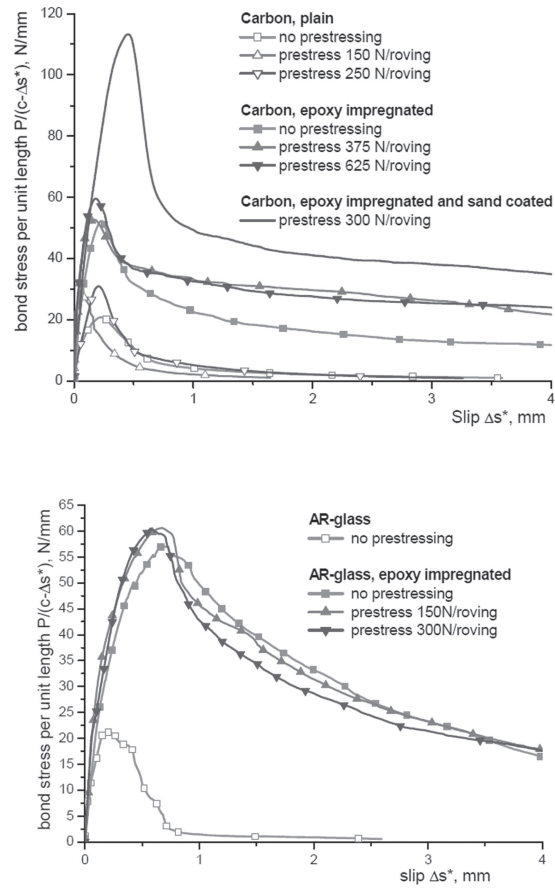 bond stress per unit length P/(c-Δs*), N/mm
120
100
80
60
40
20
0
0
1
2
3
4
Slip Δs*, mm
Carbon, plain
no prestressing
prestress 150 N/roving
prestress 250 N/roving
Carbon, epoxy impregnated
no prestressing
prestress 375 N/roving
prestress 625 N/roving
Carbon, epoxy impregnated and sand coated
prestress 300 N/roving
bond stress per unit length P/(c-Δs*), N/mm
65
60
55
50
45
40
35
30
25
20
15
10
5
0
0
1
2
3
4
slip Δs*, mm
AR-glass
no prestressing
AR-glass, epoxy impregnated
no prestressing
prestress 150N/roving
prestress 300N/roving